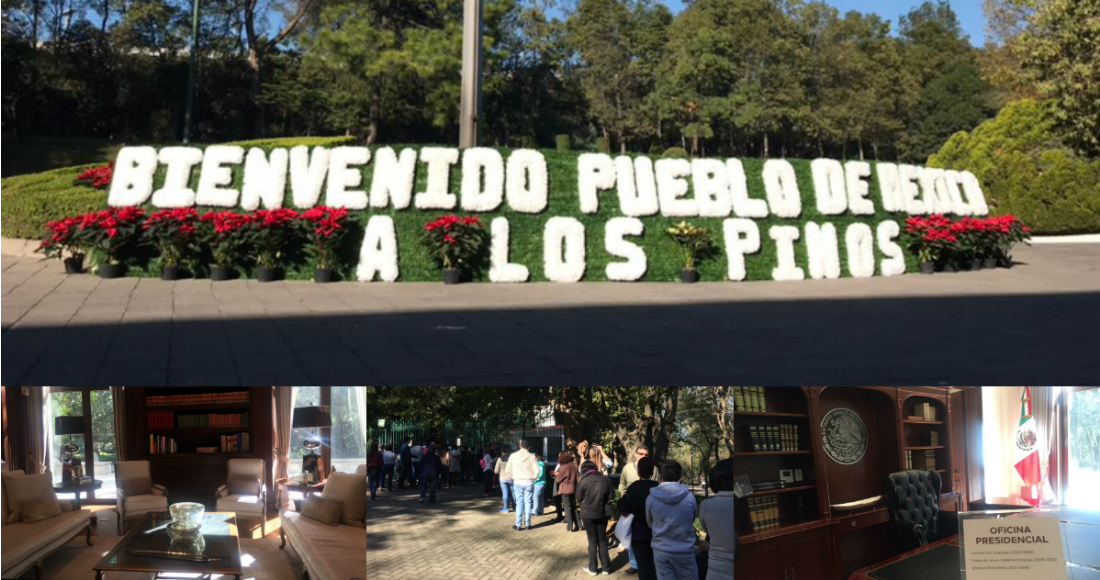 BIENVENIDO PUEBLO DE MEXICO
A LOS PINOS
OFICINA
PRESIDENCIAL